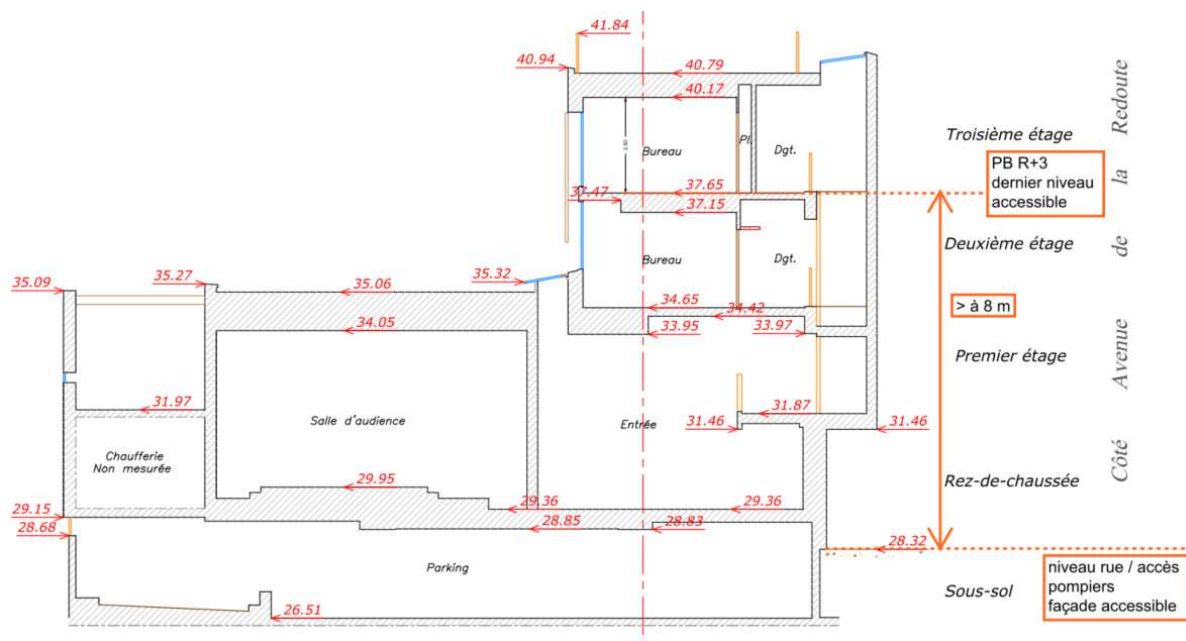 41.84
40.94
40.79
40.17
2.52
Bureau
Pl.
Dgt.
Troisième étage
37.47
37.65
37.15
PB R+3
dernier niveau
accessible
Bureau
Dgt.
Deuxième étage
35.09
35.27
35.06
35.32
34.65
34.42
> à 8 m
34.05
33.95
33.97
Premier étage
31.97
31.87
31.46
31.46
Salle d'audience
Entrée
Chaufferie
Non mesurée
29.95
29.36
29.36
Rez-de-chaussée
29.15
28.68
28.85
28.83
28.32
Parking
26.51
Sous-sol
niveau rue / accès
pompiers
façade accessible
Côté Avenue de la Redoute